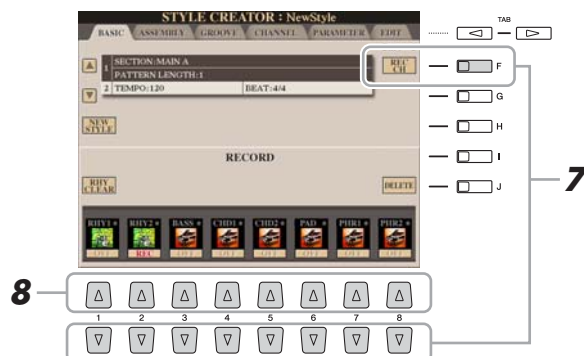 STYLE CREATOR : NewStyle
BASIC ASSEMBLY GROOVE CHANNEL PARAMETER EDIT
TAB
1 SECTION:MAIN A
PATTERN LENGTH:1
REC CH
F
2 TEMPO:120 BEAT:4/4
G
NEW STYLE
H
RECORD
I
RHY CLEAR
DELETE
J
7
RHY1 RHY2 BASS CHD1 CHD2 PAD PHR1 PHR2
REC
8
1 2 3 4 5 6 7 8